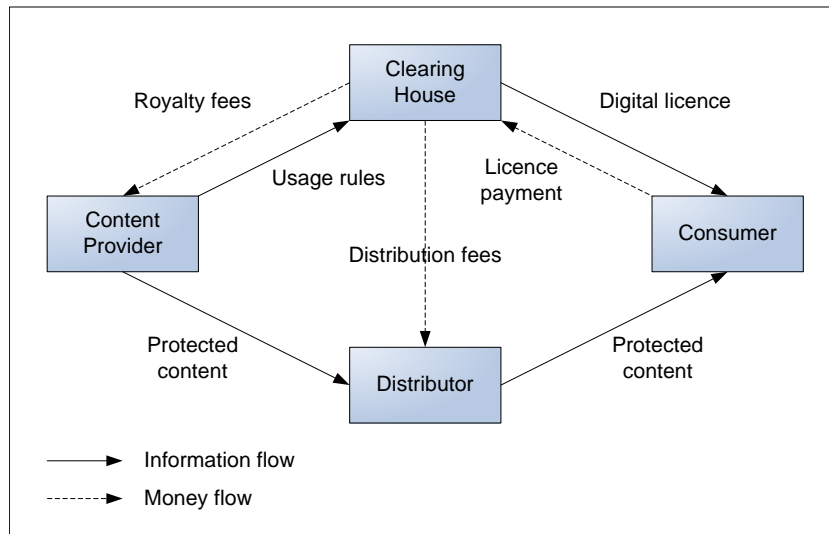 Clearing
House
Royalty fees
Digital licence
Usage rules
Licence
payment
Content
Provider
Consumer
Distribution fees
Protected
content
Distributor
Protected
content
Information flow
Money flow